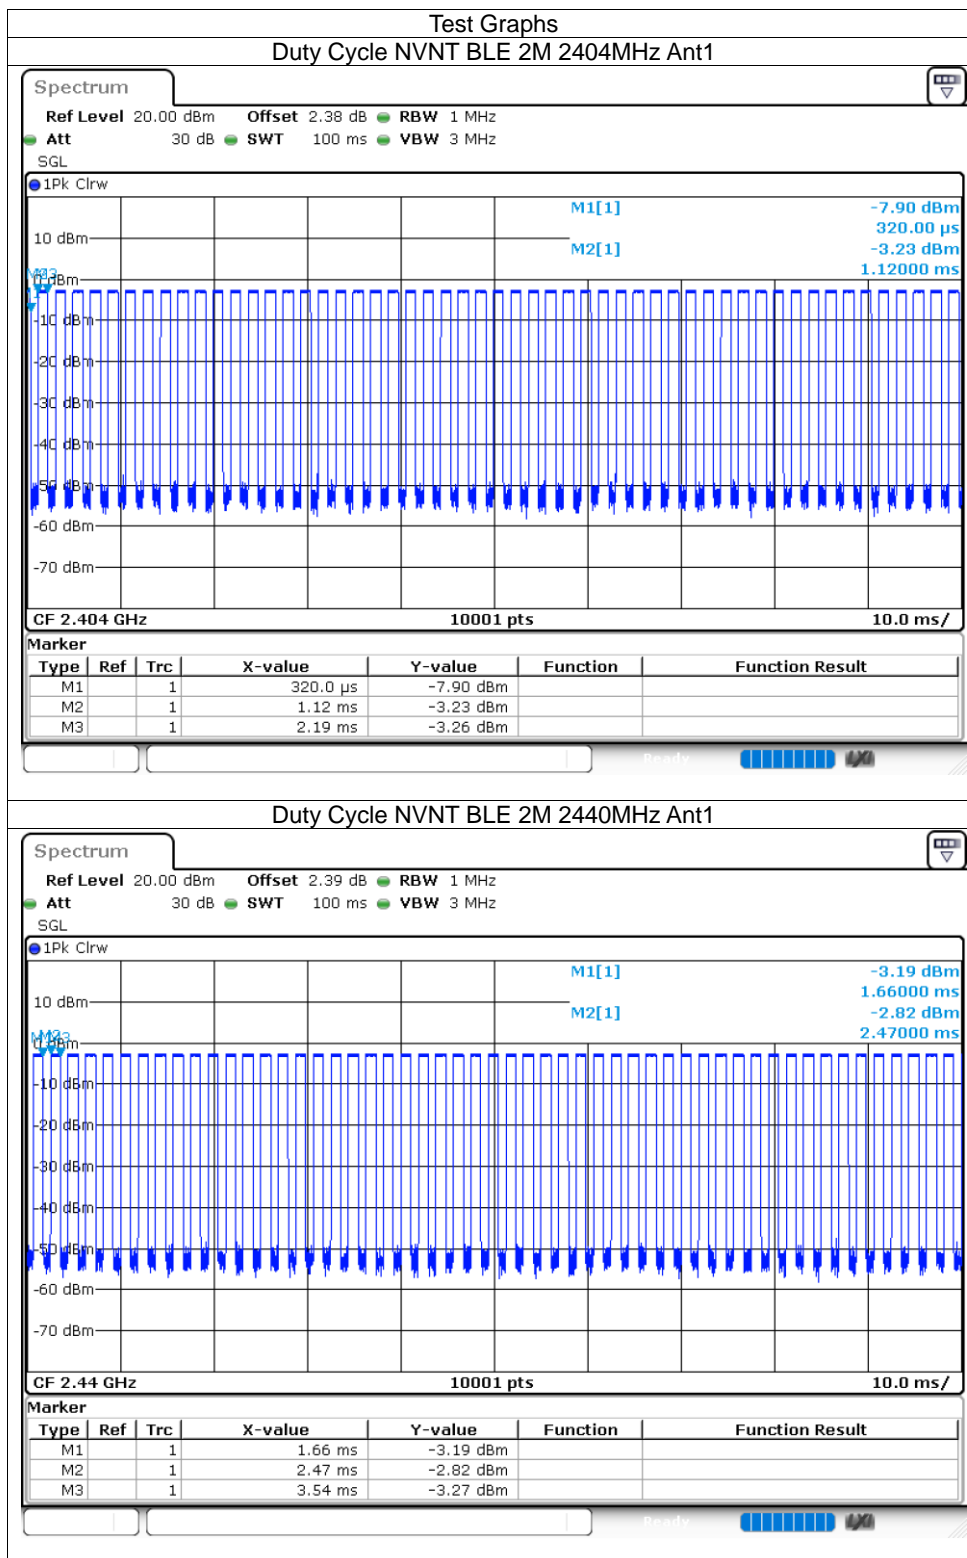 Test Graphs
Duty Cycle NVNT BLE 2M 2404MHz Ant1
Spectrum
Ref Level 20.00 dBm Offset 2.38 dB RBW 1 MHz
Att 30 dB SWT 100 ms VBW 3 MHz
SGL
1Pk Clrw
M1[1] -7.90 dBm
320.00 µs
10 dBm
M2[1] -3.23 dBm
1.12000 ms
0 dBm
-10 dBm
-20 dBm
-30 dBm
-40 dBm
-50 dBm
-60 dBm
-70 dBm
CF 2.404 GHz 10001 pts 10.0 ms/
Marker
Type Ref Trc X-value Y-value Function Function Result
M1 1 320.0 µs -7.90 dBm
M2 1 1.12 ms -3.23 dBm
M3 1 2.19 ms -3.26 dBm
Ready
Duty Cycle NVNT BLE 2M 2440MHz Ant1
Spectrum
Ref Level 20.00 dBm Offset 2.39 dB RBW 1 MHz
Att 30 dB SWT 100 ms VBW 3 MHz
SGL
1Pk Clrw
M1[1] -3.19 dBm
1.66000 ms
10 dBm
M2[1] -2.82 dBm
2.47000 ms
0 dBm
-10 dBm
-20 dBm
-30 dBm
-40 dBm
-50 dBm
-60 dBm
-70 dBm
CF 2.44 GHz 10001 pts 10.0 ms/
Marker
Type Ref Trc X-value Y-value Function Function Result
M1 1 1.66 ms -3.19 dBm
M2 1 2.47 ms -2.82 dBm
M3 1 3.54 ms -3.27 dBm
Ready